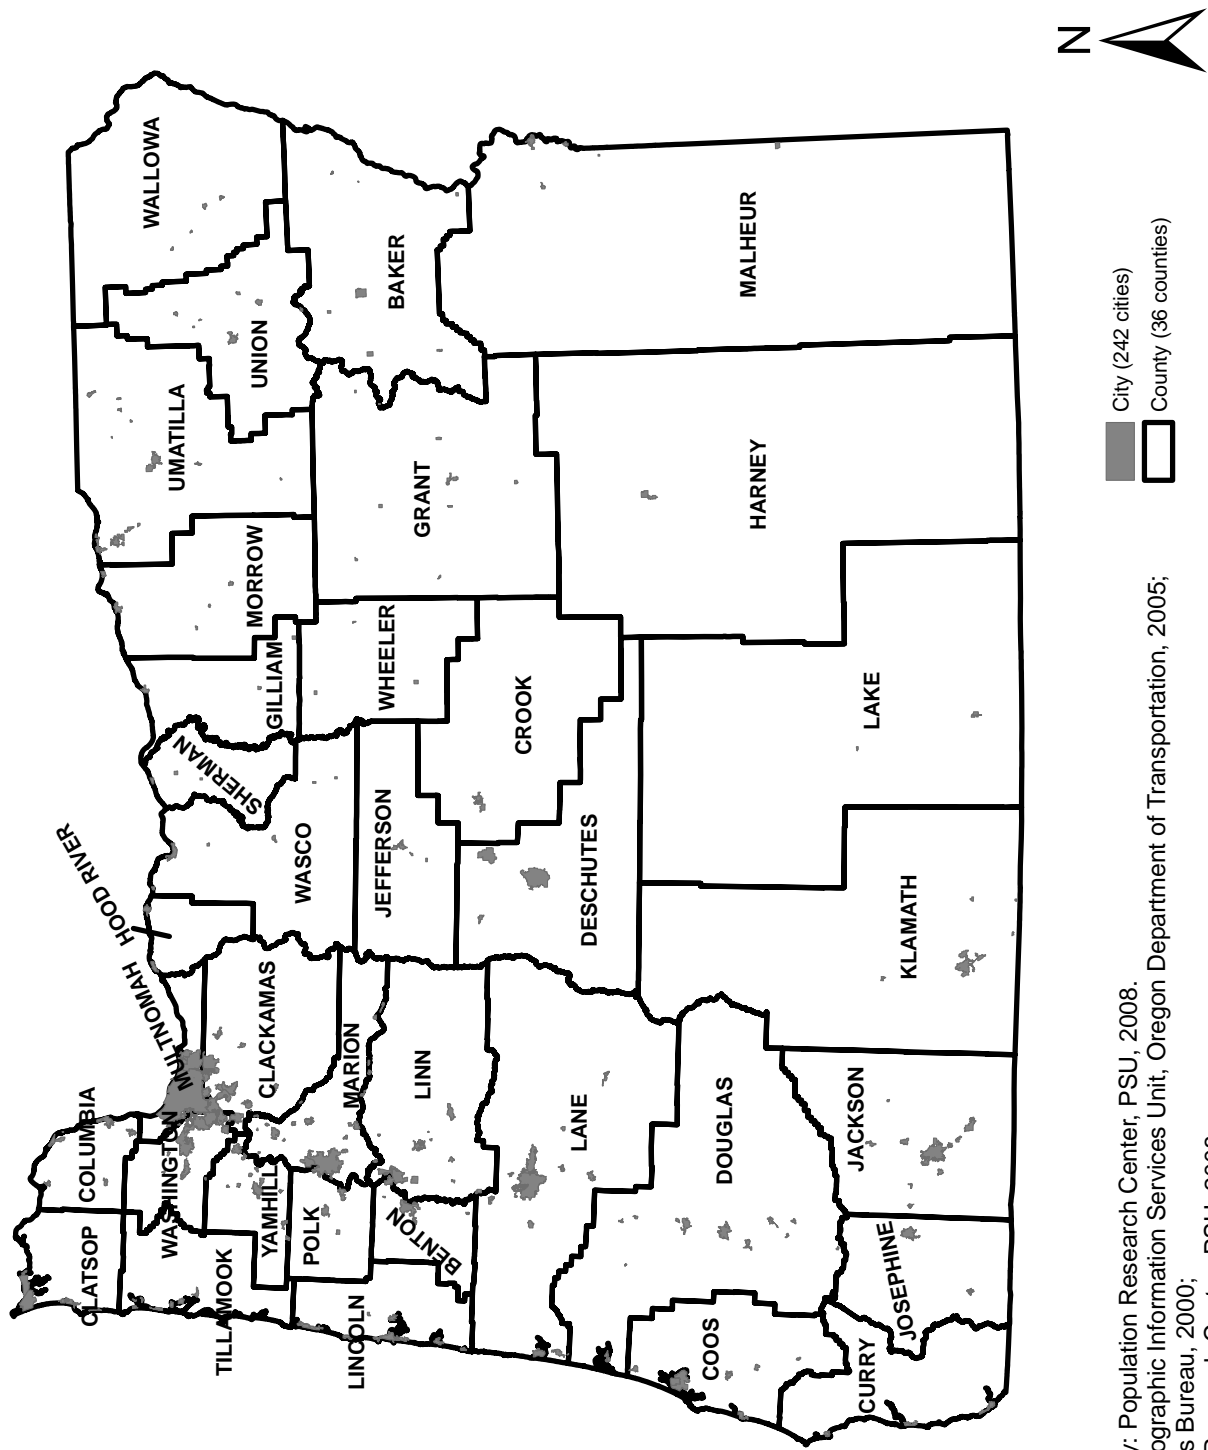 N
WALLOWA
UNION
BAKER
UMATILLA
MALHEUR
MORROW
GRANT
HARNEY
GILLIAM
WHEELER
SHERMAN
CROOK
LAKE
WASCO
JEFFERSON
DESCHUTES
KLAMATH
HOOD RIVER
MULTNOMAH
CLACKAMAS
MARION
LINN
LANE
DOUGLAS
JACKSON
COLUMBIA
CLATSOP
WASHINGTON
TILLAMOOK
YAMHILL
POLK
BENTON
LINCOLN
COOS
CURRY
JOSEPHINE
City (242 cities)
County (36 counties)
: Population Research Center, PSU, 2008.
ographic Information Services Unit, Oregon Department of Transportation, 2005;
s Bureau, 2000;